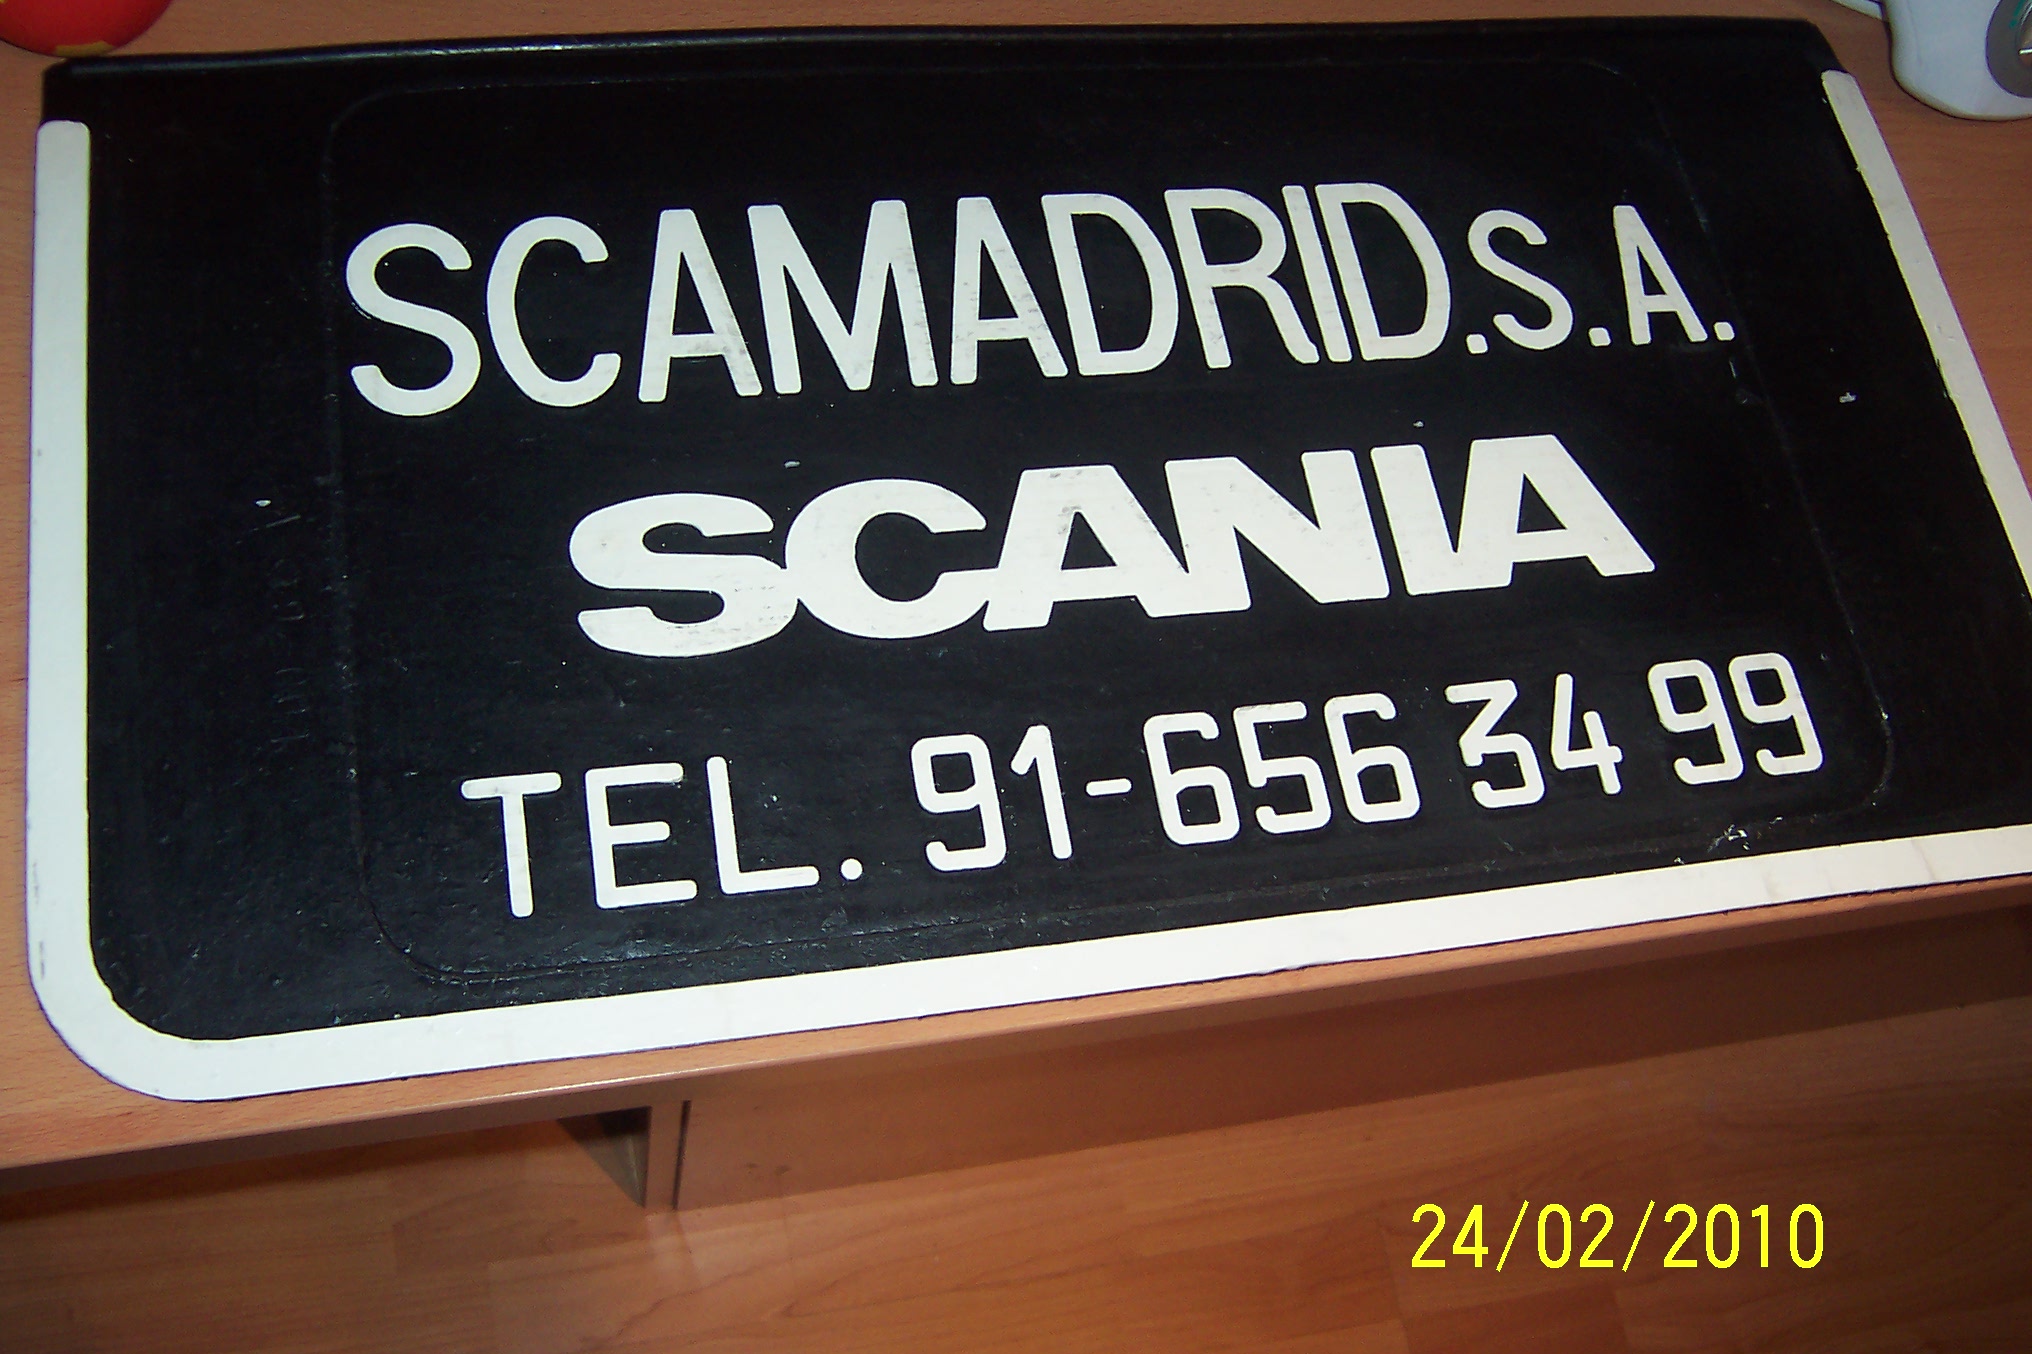 SCAMADRID.S.A.
SCANIA
TEL. 91-656 34 99
24/02/2010